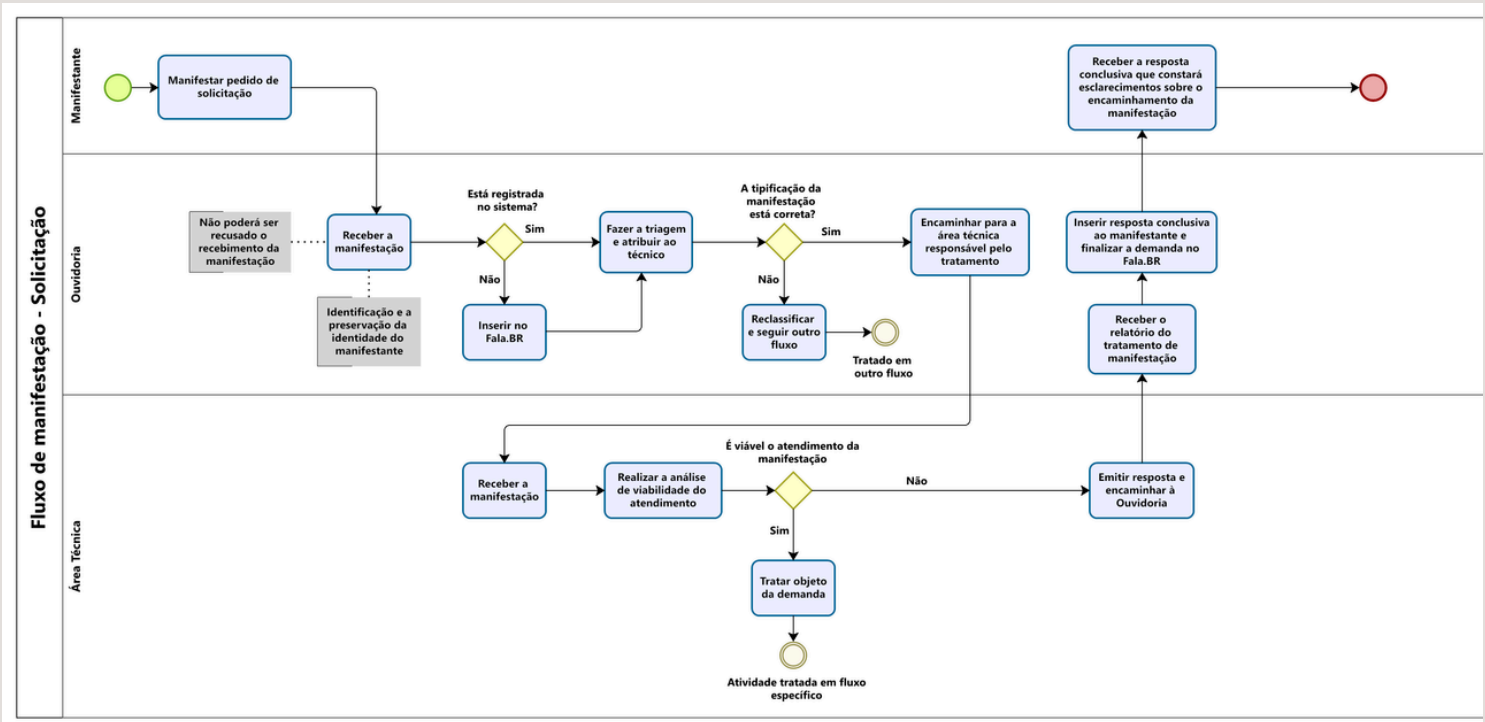 Fluxo de manifestação - Solicitação
Manifestante
Manifestar pedido de
solicitação
Receber a resposta
conclusiva que constará
esclarecimentos sobre o
encaminhamento da
manifestação
Ouvidoria
Não poderá ser
recusado o
recebimento da
manifestação
Receber a
manifestação
Identificação e a
preservação da
identidade do
manifestante
Está registrada
no sistema?
Sim
Não
Inserir no
Fala.BR
Fazer a triagem
e atribuir ao
técnico
A tipificação da
manifestação
está correta?
Sim
Não
Reclassificar
e seguir outro
fluxo
Tratado em
outro fluxo
Encaminhar para a
área técnica
responsável pelo
tratamento
Inserir resposta conclusiva
ao manifestante e
finalizar a demanda no
Fala.BR
Receber o
relatório do
tratamento de
manifestação
Área Técnica
Receber a
manifestação
Realizar a análise
de viabilidade do
atendimento
É viável o atendimento da
manifestação
Não
Sim
Emitir resposta e
encaminhar à
Ouvidoria
Tratar objeto
da demanda
Atividade tratada em fluxo
específico